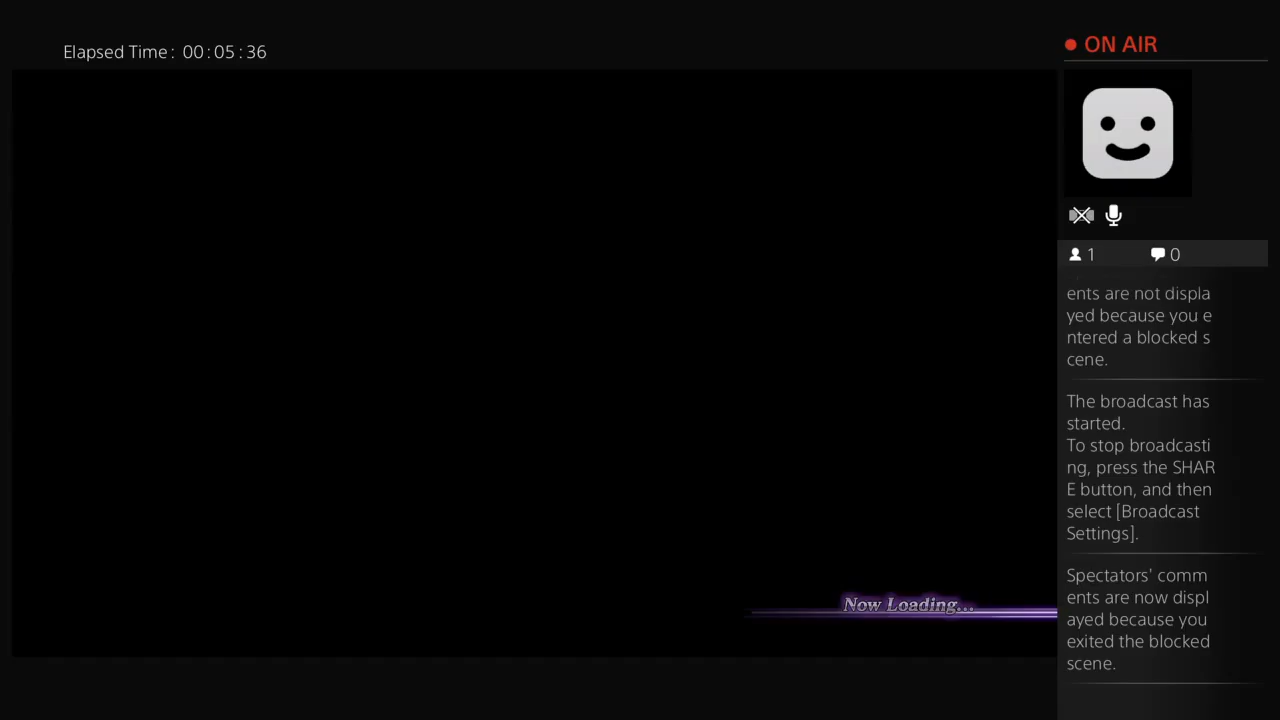 Elapsed Time: 00:05:36
ON AIR
1 0
ents are not displa
yed because you e
ntered a blocked s
cene.
The broadcast has
started.
To stop broadcasti
ng, press the SHAR
E button, and then
select [Broadcast
Settings].
Spectators' comm
ents are now displ
ayed because you
exited the blocked
scene.
Now Loading...